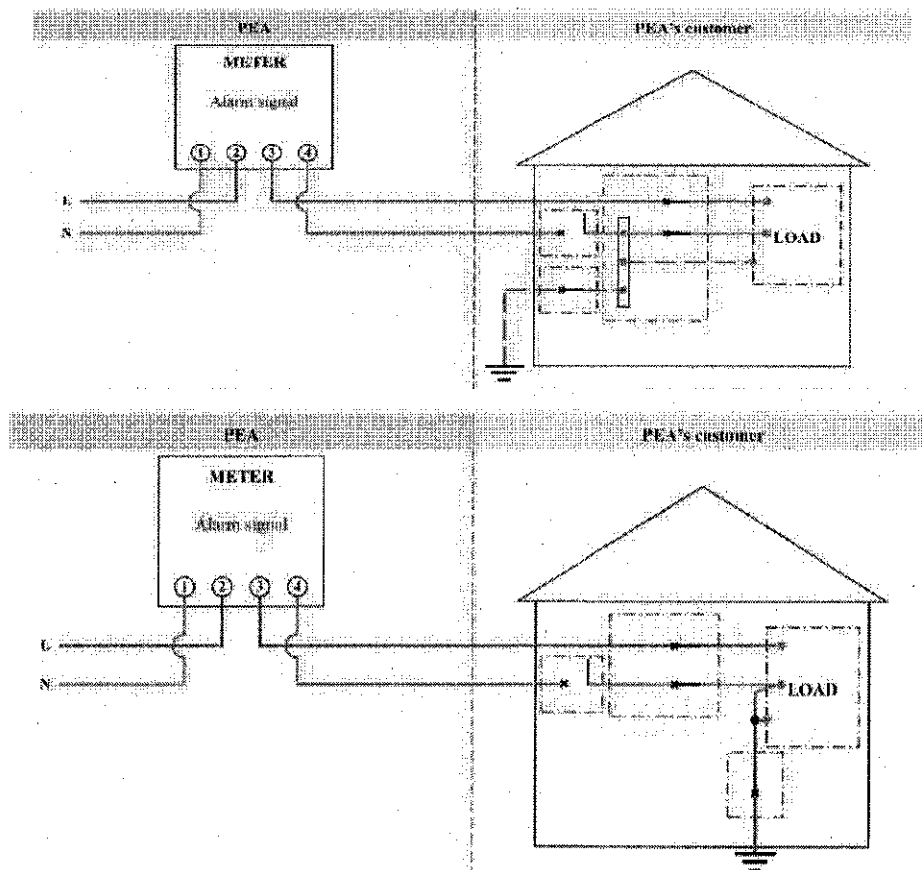 PEA PEA's customer
METER
Alarm signal
1 2 3 4
L
N
LOAD
PEA PEA's customer
METER
Alarm signal
1 2 3 4
L
N
LOAD